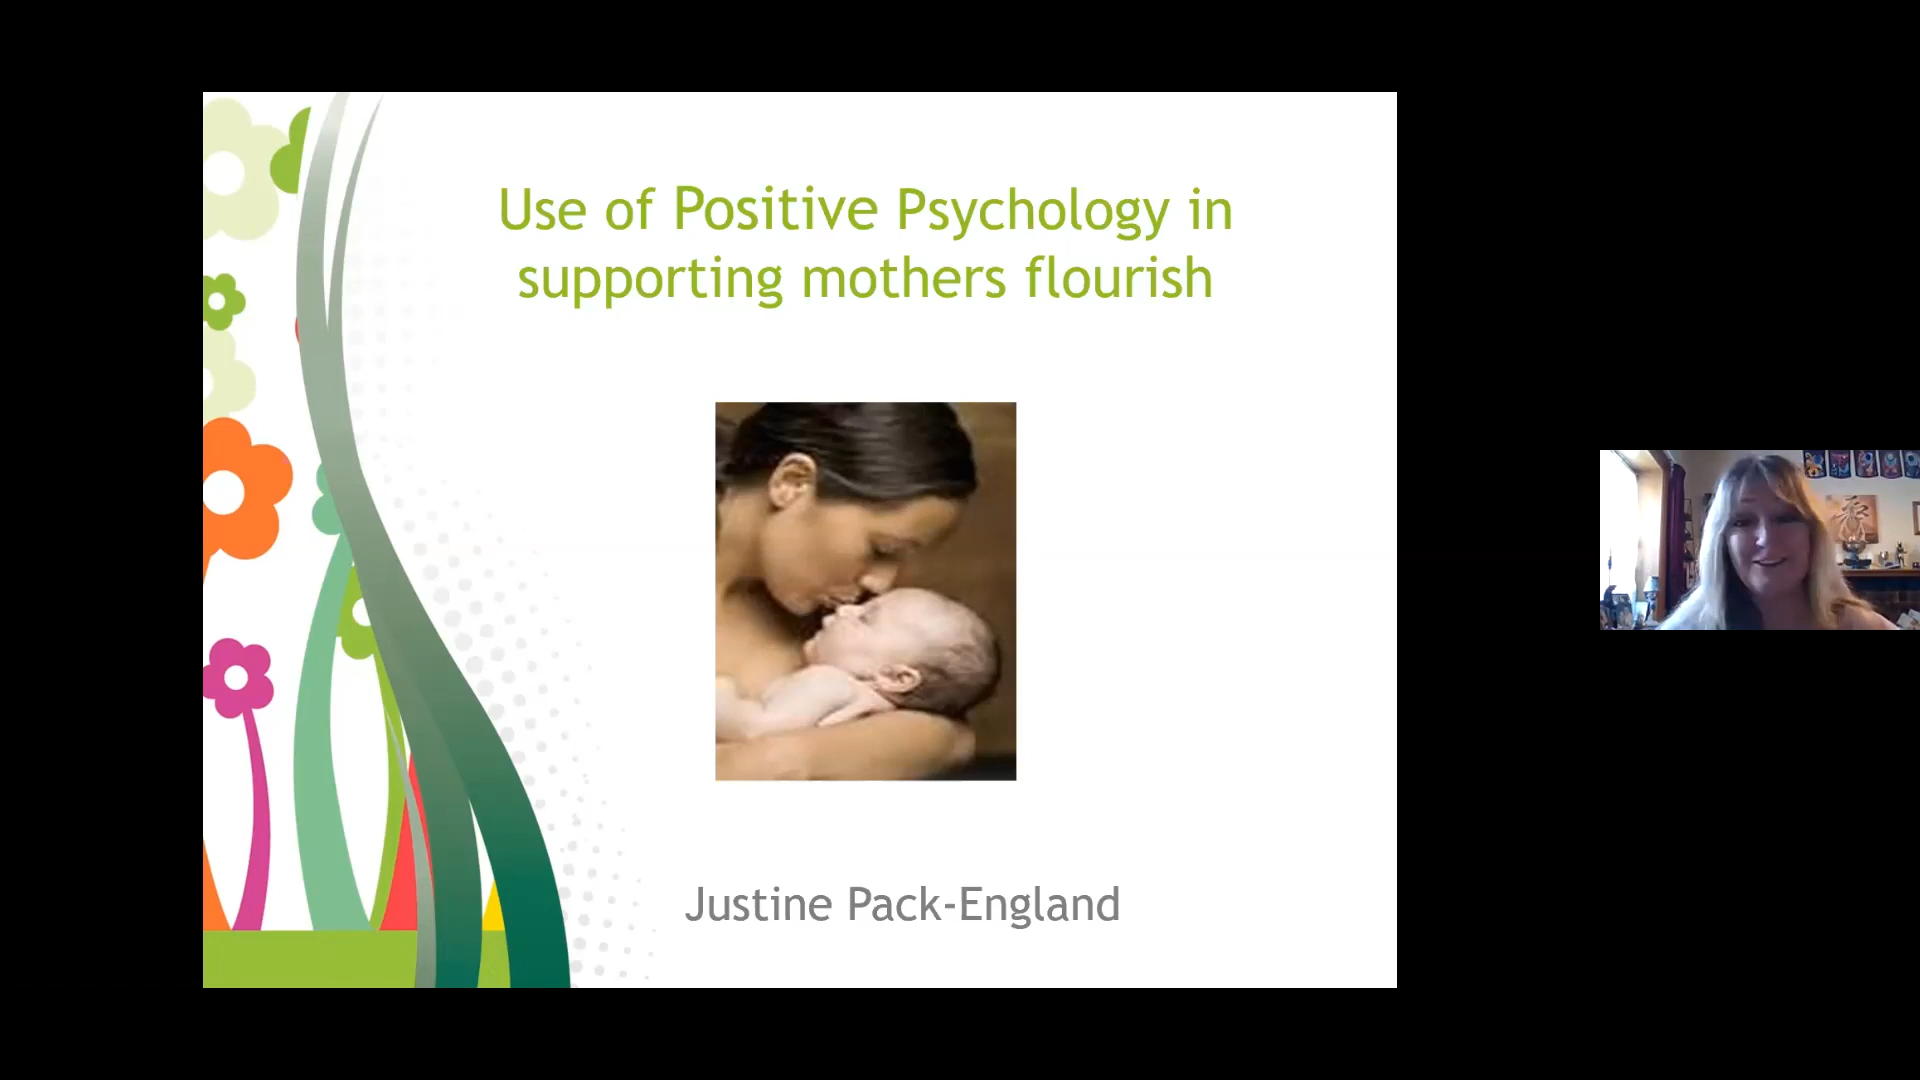 Use of Positive Psychology in
supporting mothers flourish
Justine Pack-England